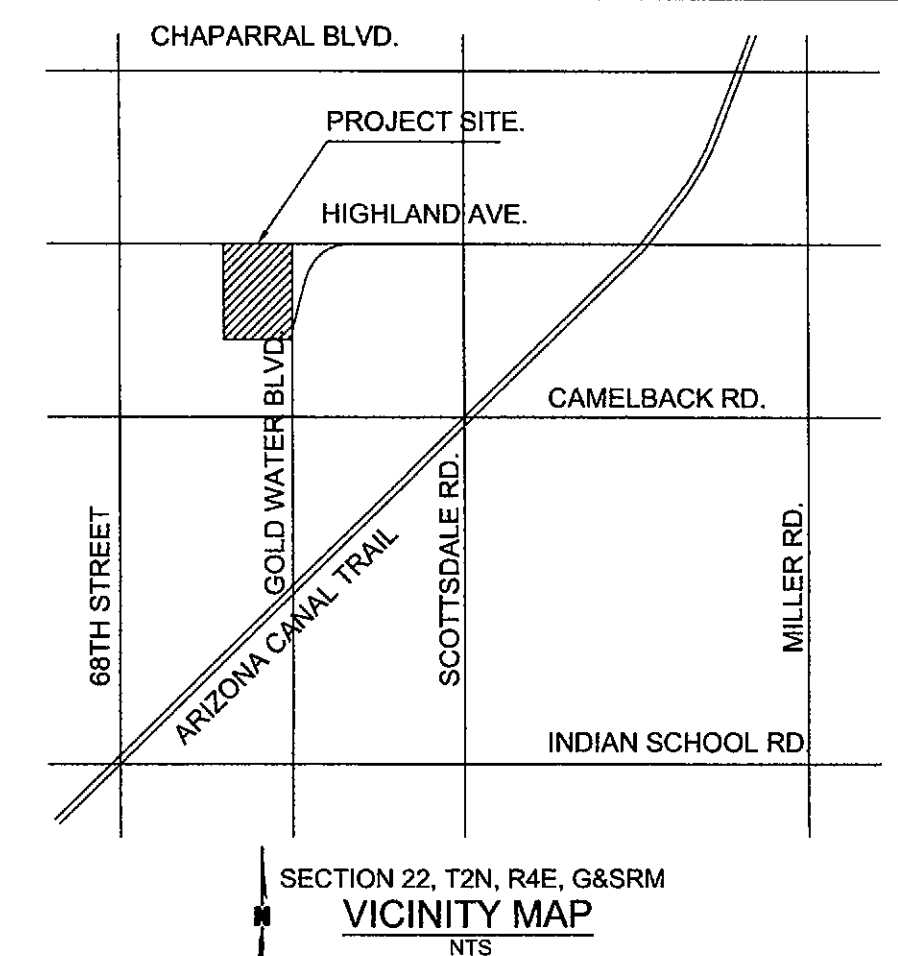 CHAPARRAL BLVD.
PROJECT SITE.
HIGHLAND AVE.
GOLD WATER BLVD.
CAMELBACK RD.
68TH STREET
ARIZONA CANAL TRAIL
SCOTTSDALE RD.
MILLER RD.
INDIAN SCHOOL RD
SECTION 22, T2N, R4E, G&SRM
N
VICINITY MAP
NTS